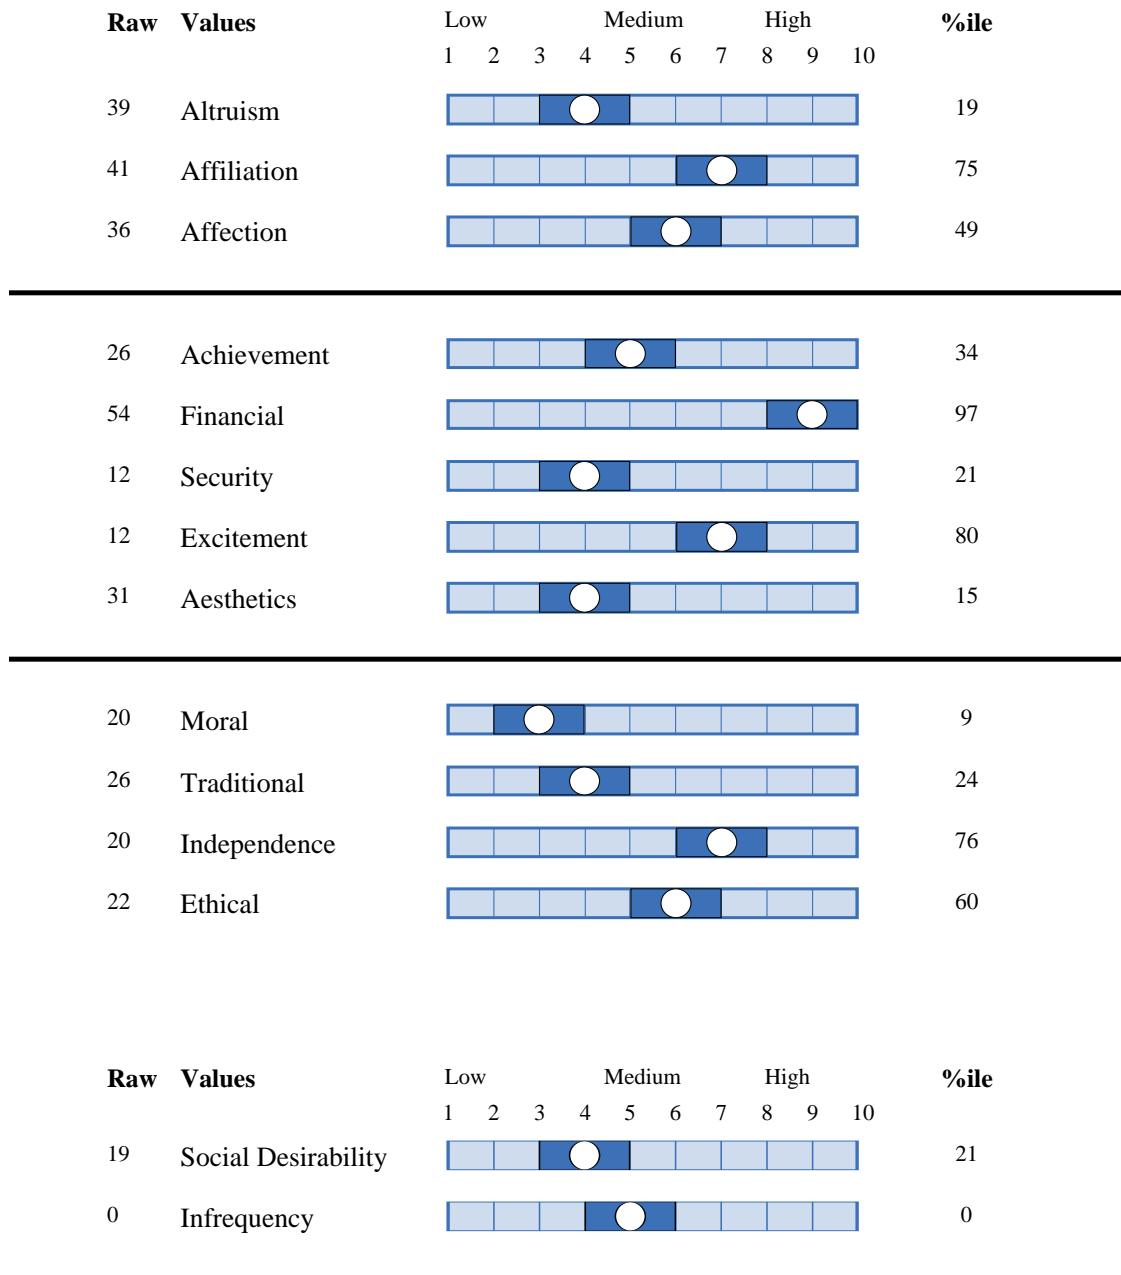 Raw Values Low Medium High %ile
1 2 3 4 5 6 7 8 9 10
39 Altruism 19
41 Affiliation 75
36 Affection 49
26 Achievement 34
54 Financial 97
12 Security 21
12 Excitement 80
31 Aesthetics 15
20 Moral 9
26 Traditional 24
20 Independence 76
22 Ethical 60
Raw Values Low Medium High %ile
1 2 3 4 5 6 7 8 9 10
19 Social Desirability 21
0 Infrequency 0